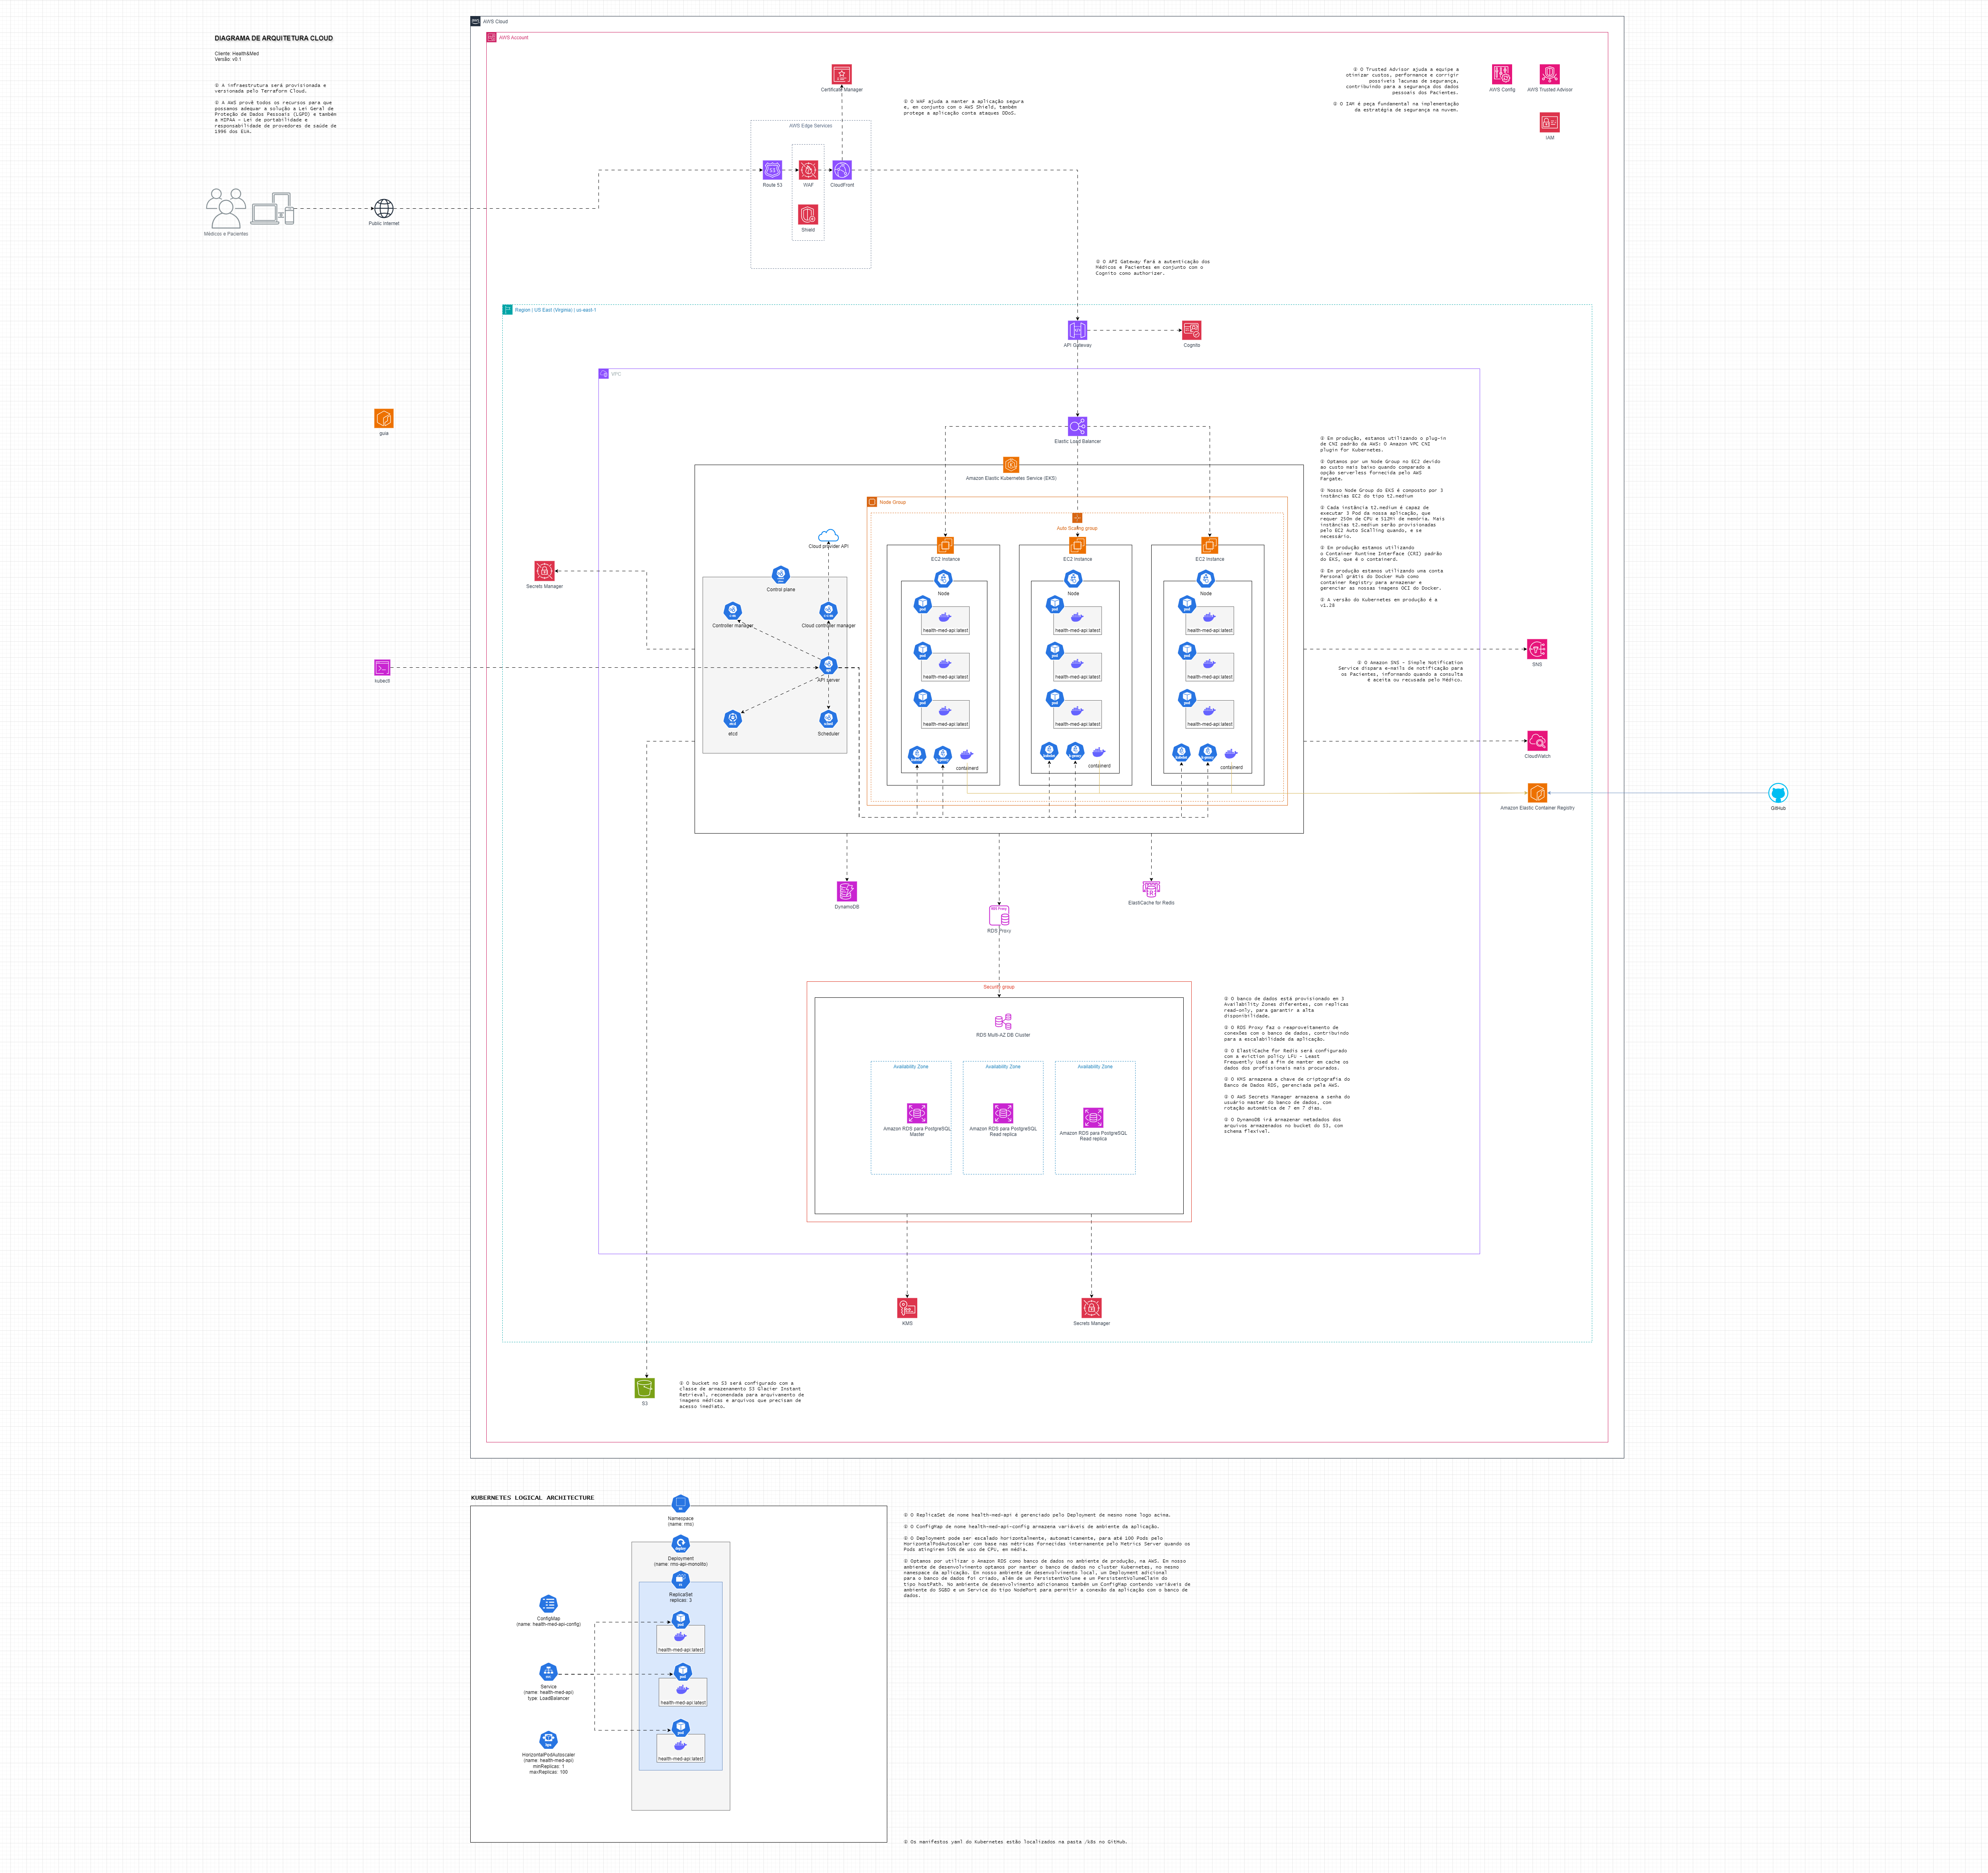 DIAGRAMA DE ARQUITETURA CLOUD
Cliente: Health&Med
Versão: v0.1
① A infraestrutura será provisionada e
versionada pelo Terraform Cloud.
① A AWS provê todos os recursos para que
possamos adequar a solução a Lei Geral de
Proteção de Dados Pessoais (LGPD) e também
a HIPAA - Lei de portabilidade e
responsabilidade de provedores de saúde de
1996 dos EUA.
Médicos e Pacientes
Public Internet
guia
kubectl
AWS Cloud
AWS Account
Certificate Manager
① O WAF ajuda a manter a aplicação segura
e, em conjunto com o AWS Shield, também
protege a aplicação conta ataques DDoS.
AWS Edge Services
Route 53
WAF
CloudFront
Shield
① O Trusted Advisor ajuda a equipe a
otimizar custos, performance e corrigir
possíveis lacunas de segurança,
contribuindo para a segurança dos dados
pessoais dos Pacientes.
① O IAM é peça fundamental na implementação
da estratégia de segurança na nuvem.
AWS Config
AWS Trusted Advisor
IAM
① O API Gateway fará a autenticação dos
Médicos e Pacientes em conjunto com o
Cognito como authorizer.
Region | US East (Virginia) | us-east-1
API Gateway
Cognito
VPC
Elastic Load Balancer
Amazon Elastic Kubernetes Service (EKS)
Node Group
Auto Scaling group
EC2 Instance
EC2 Instance
EC2 Instance
Node
Node
Node
pod
health-med-api:latest
pod
health-med-api:latest
pod
health-med-api:latest
pod
health-med-api:latest
pod
health-med-api:latest
pod
health-med-api:latest
pod
health-med-api:latest
pod
health-med-api:latest
pod
health-med-api:latest
containerd
containerd
containerd
Cloud provider API
Control plane
Controller manager
Cloud controller manager
API server
etcd
Scheduler
Secrets Manager
① Em produção, estamos utilizando o plug-in
de CNI padrão da AWS: O Amazon VPC CNI
plugin for Kubernetes.
① Optamos por um Node Group no EC2 devido
ao custo mais baixo quando comparado a
opção serverless fornecida pelo AWS
Fargate.
① Nosso Node Group do EKS é composto por 3
instâncias EC2 do tipo t2.medium
① Cada instância t2.medium é capaz de
executar 3 Pod da nossa aplicação, que
requer 250m de CPU e 512Mi de memória. Mais
instâncias t2.medium serão provisionadas
pelo EC2 Auto Scalling quando, e se
necessário.
① Em produção estamos utilizando
o Container Runtime Interface (CRI) padrão
do EKS, que é o containerd.
① Em produção estamos utilizando uma conta
Personal grátis do Docker Hub como
container Registry para armazenar e
gerenciar as nossas imagens OCI do Docker.
① A versão do Kubernetes em produção é a
v1.28
SNS
① O Amazon SNS - Simple Notification
Service dispara e-mails de notificação para
os Pacientes, informando quando a consulta
é aceita ou recusada pelo Médico.
CloudWatch
Amazon Elastic Container Registry
GitHub
DynamoDB
RDS Proxy
ElastiCache for Redis
Security group
RDS Multi-AZ DB Cluster
Availability Zone
Availability Zone
Availability Zone
Amazon RDS para PostgreSQL
Master
Amazon RDS para PostgreSQL
Read replica
Amazon RDS para PostgreSQL
Read replica
① O banco de dados está provisionado em 3
Availability Zones diferentes, com replicas
read-only, para garantir a alta
disponibilidade.
① O RDS Proxy faz o reaproveitamento de
conexões com o banco de dados, contribuindo
para a escalabilidade da aplicação.
① O ElastiCache for Redis será configurado
com a eviction policy LFU - Least
Frequently Used a fim de manter em cache os
dados dos profissionais mais procurados.
① O KMS armazena a chave de criptografia do
Banco de Dados RDS, gerenciada pela AWS.
① O AWS Secrets Manager armazena a senha do
usuário master do banco de dados, com
rotação automática de 7 em 7 dias.
① O DynamoDB irá armazenar metadados dos
arquivos armazenados no bucket do S3, com
schema flexível.
KMS
Secrets Manager
S3
① O bucket no S3 será configurado com a
classe de armazenamento S3 Glacier Instant
Retrieval, recomendada para arquivamento de
imagens médicas e arquivos que precisam de
acesso imediato.
KUBERNETES LOGICAL ARCHITECTURE
Namespace
(name: rms)
Deployment
(name: rms-api-monolito)
ReplicaSet
replicas: 3
pod
health-med-api:latest
pod
health-med-api:latest
pod
health-med-api:latest
ConfigMap
(name: health-med-api-config)
Service
(name: health-med-api)
type: LoadBalancer
HorizontalPodAutoscaler
(name: health-med-api)
minReplicas: 1
maxReplicas: 100
① O ReplicaSet de nome health-med-api é gerenciado pelo Deployment de mesmo nome logo acima.
① O ConfigMap de nome health-med-api-config armazena variáveis de ambiente da aplicação.
① O Deployment pode ser escalado horizontalmente, automaticamente, para até 100 Pods pelo
HorizontalPodAutoscaler com base nas métricas fornecidas internamente pelo Metrics Server quando os
Pods atingirem 50% de uso de CPU, em média.
① Optamos por utilizar o Amazon RDS como banco de dados no ambiente de produção, na AWS. Em nosso
ambiente de desenvolvimento optamos por manter o banco de dados no cluster Kubernetes, no mesmo
namespace da aplicação. Em nosso ambiente de desenvolvimento local, um Deployment adicional
para o banco de dados foi criado, além de um PersistentVolume e um PersistentVolumeClaim do
tipo hostPath. No ambiente de desenvolvimento adicionamos também um ConfigMap contendo variáveis de
ambiente do SGBD e um Service do tipo NodePort para permitir a conexão da aplicação com o banco de
dados.
① Os manifestos yaml do Kubernetes estão localizados na pasta /k8s no GitHub.